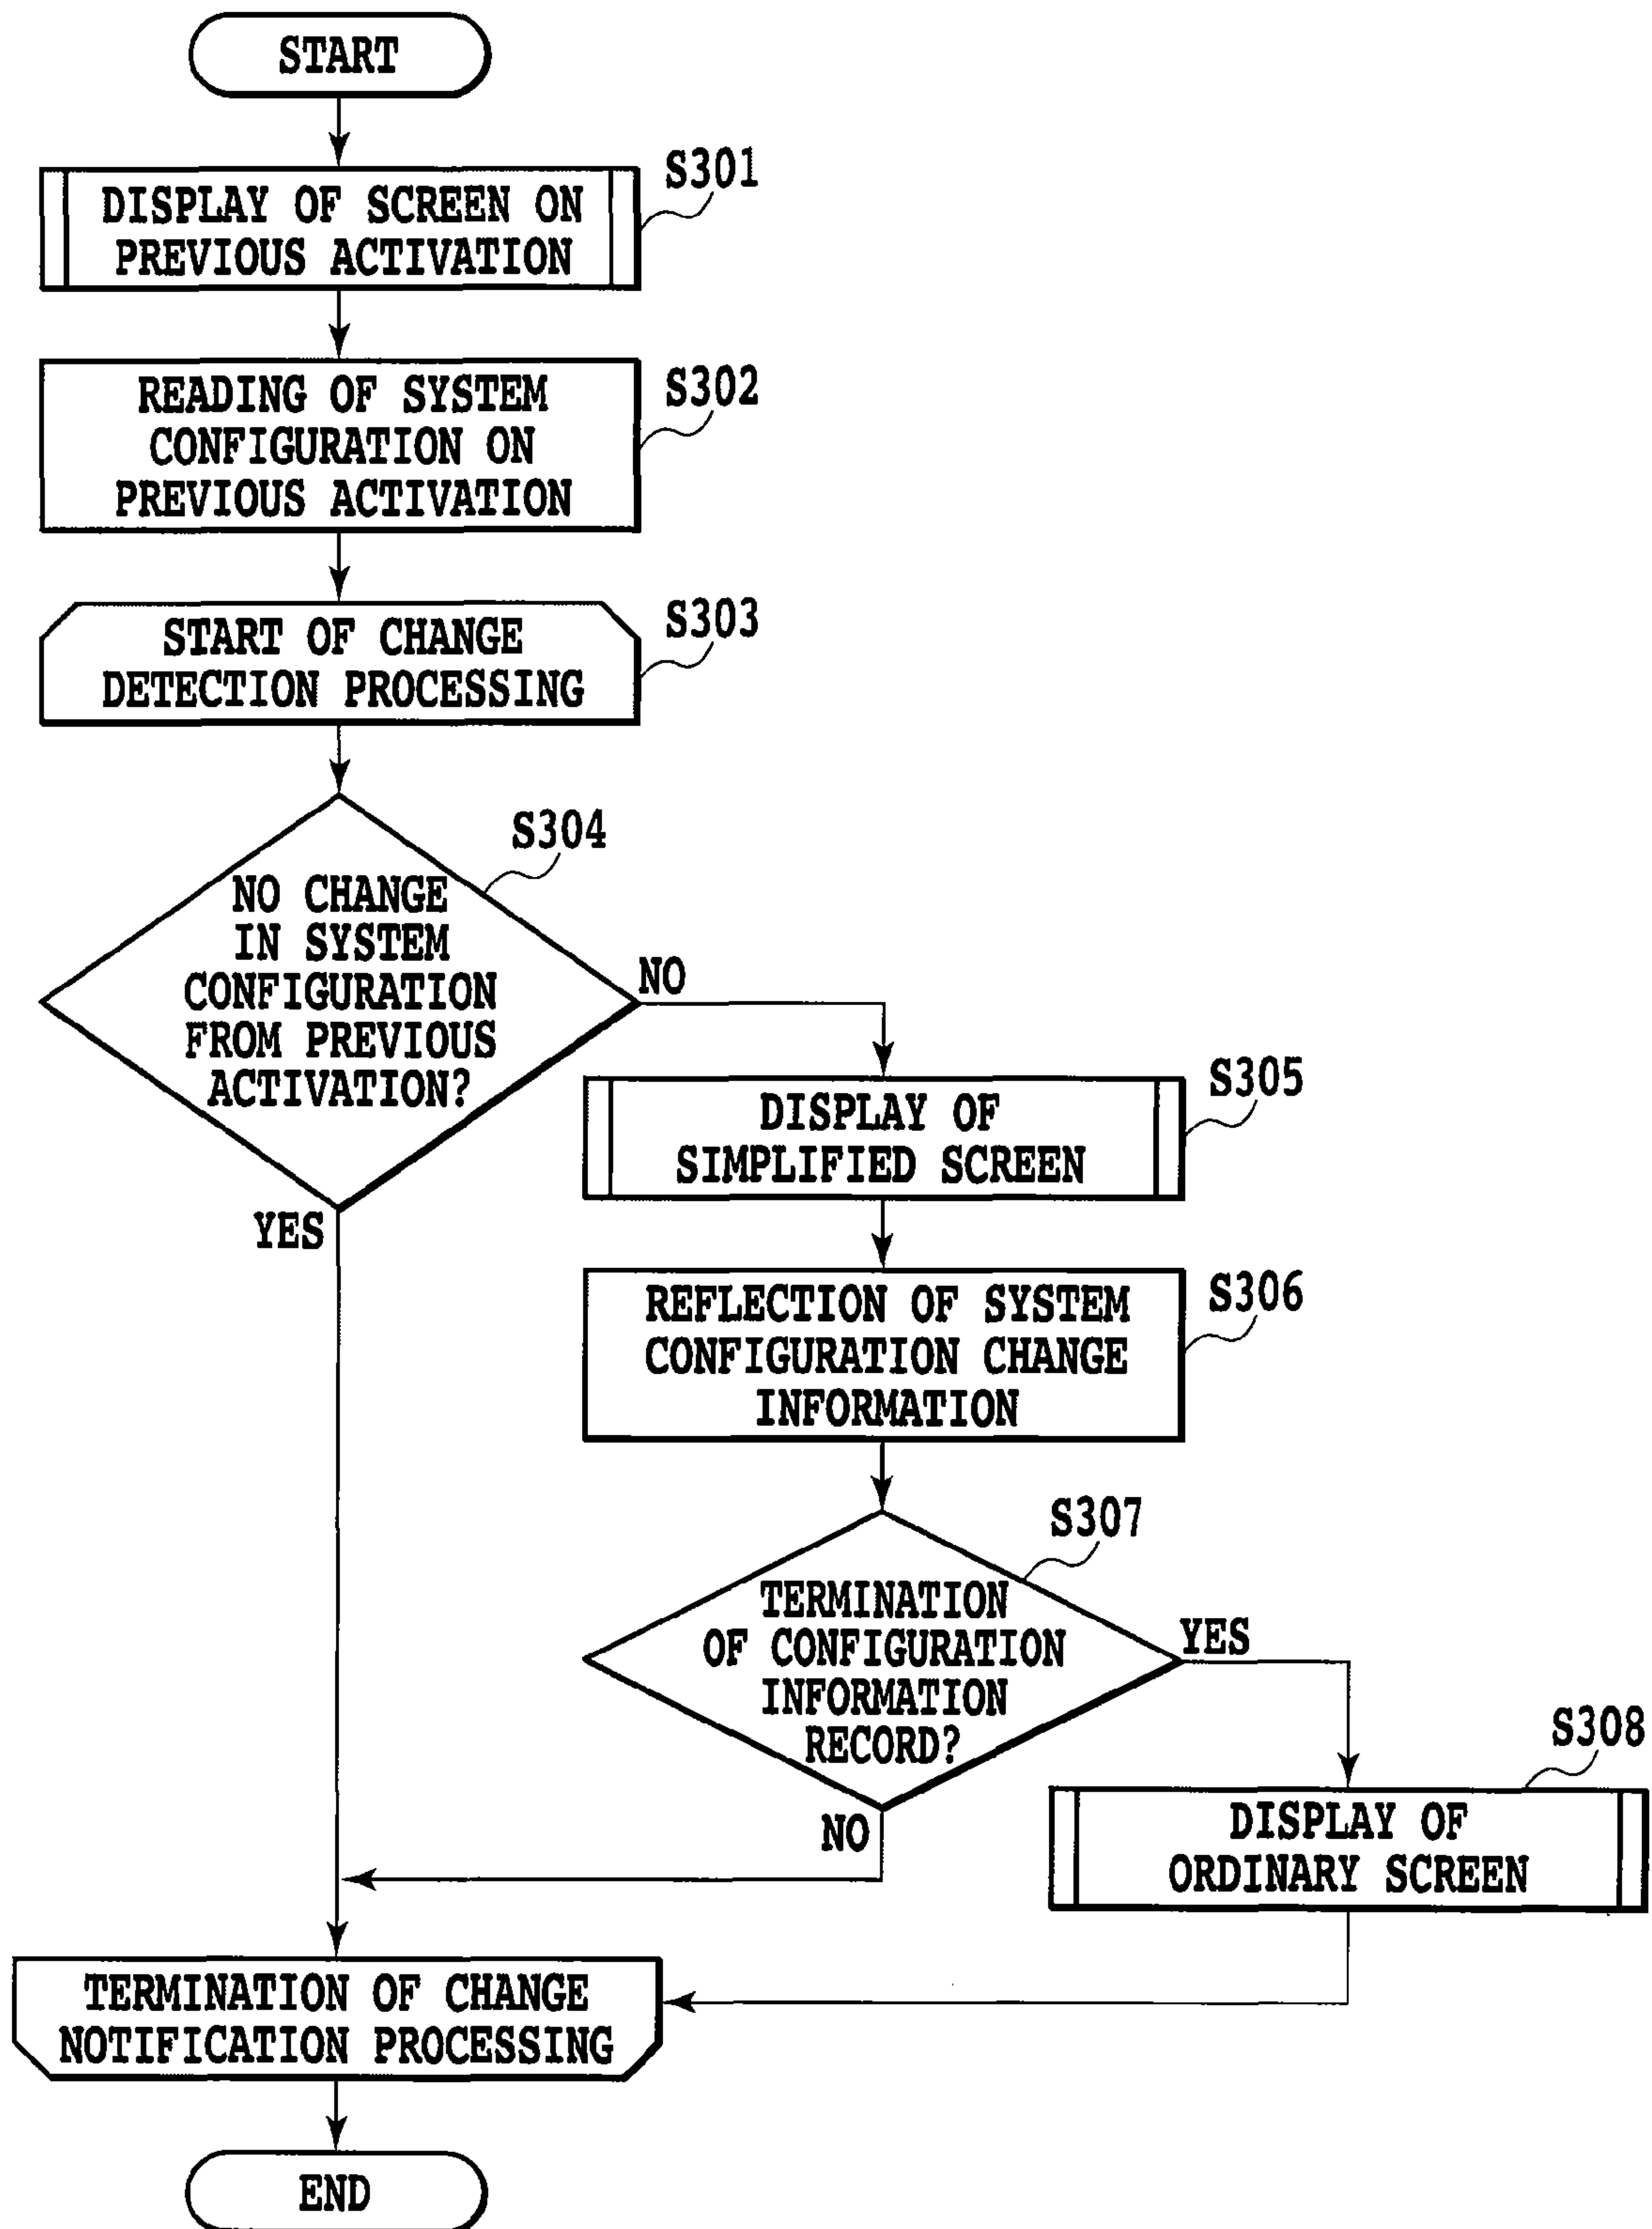 START
S301
DISPLAY OF SCREEN ON
PREVIOUS ACTIVATION
S302
READING OF SYSTEM
CONFIGURATION ON
PREVIOUS ACTIVATION
S303
START OF CHANGE
DETECTION PROCESSING
S304
NO CHANGE
IN SYSTEM
CONFIGURATION
FROM PREVIOUS
ACTIVATION?
NO
YES
S305
DISPLAY OF
SIMPLIFIED SCREEN
S306
REFLECTION OF SYSTEM
CONFIGURATION CHANGE
INFORMATION
S307
TERMINATION
OF CONFIGURATION
INFORMATION
RECORD?
YES
NO
S308
DISPLAY OF
ORDINARY SCREEN
TERMINATION OF CHANGE
NOTIFICATION PROCESSING
END